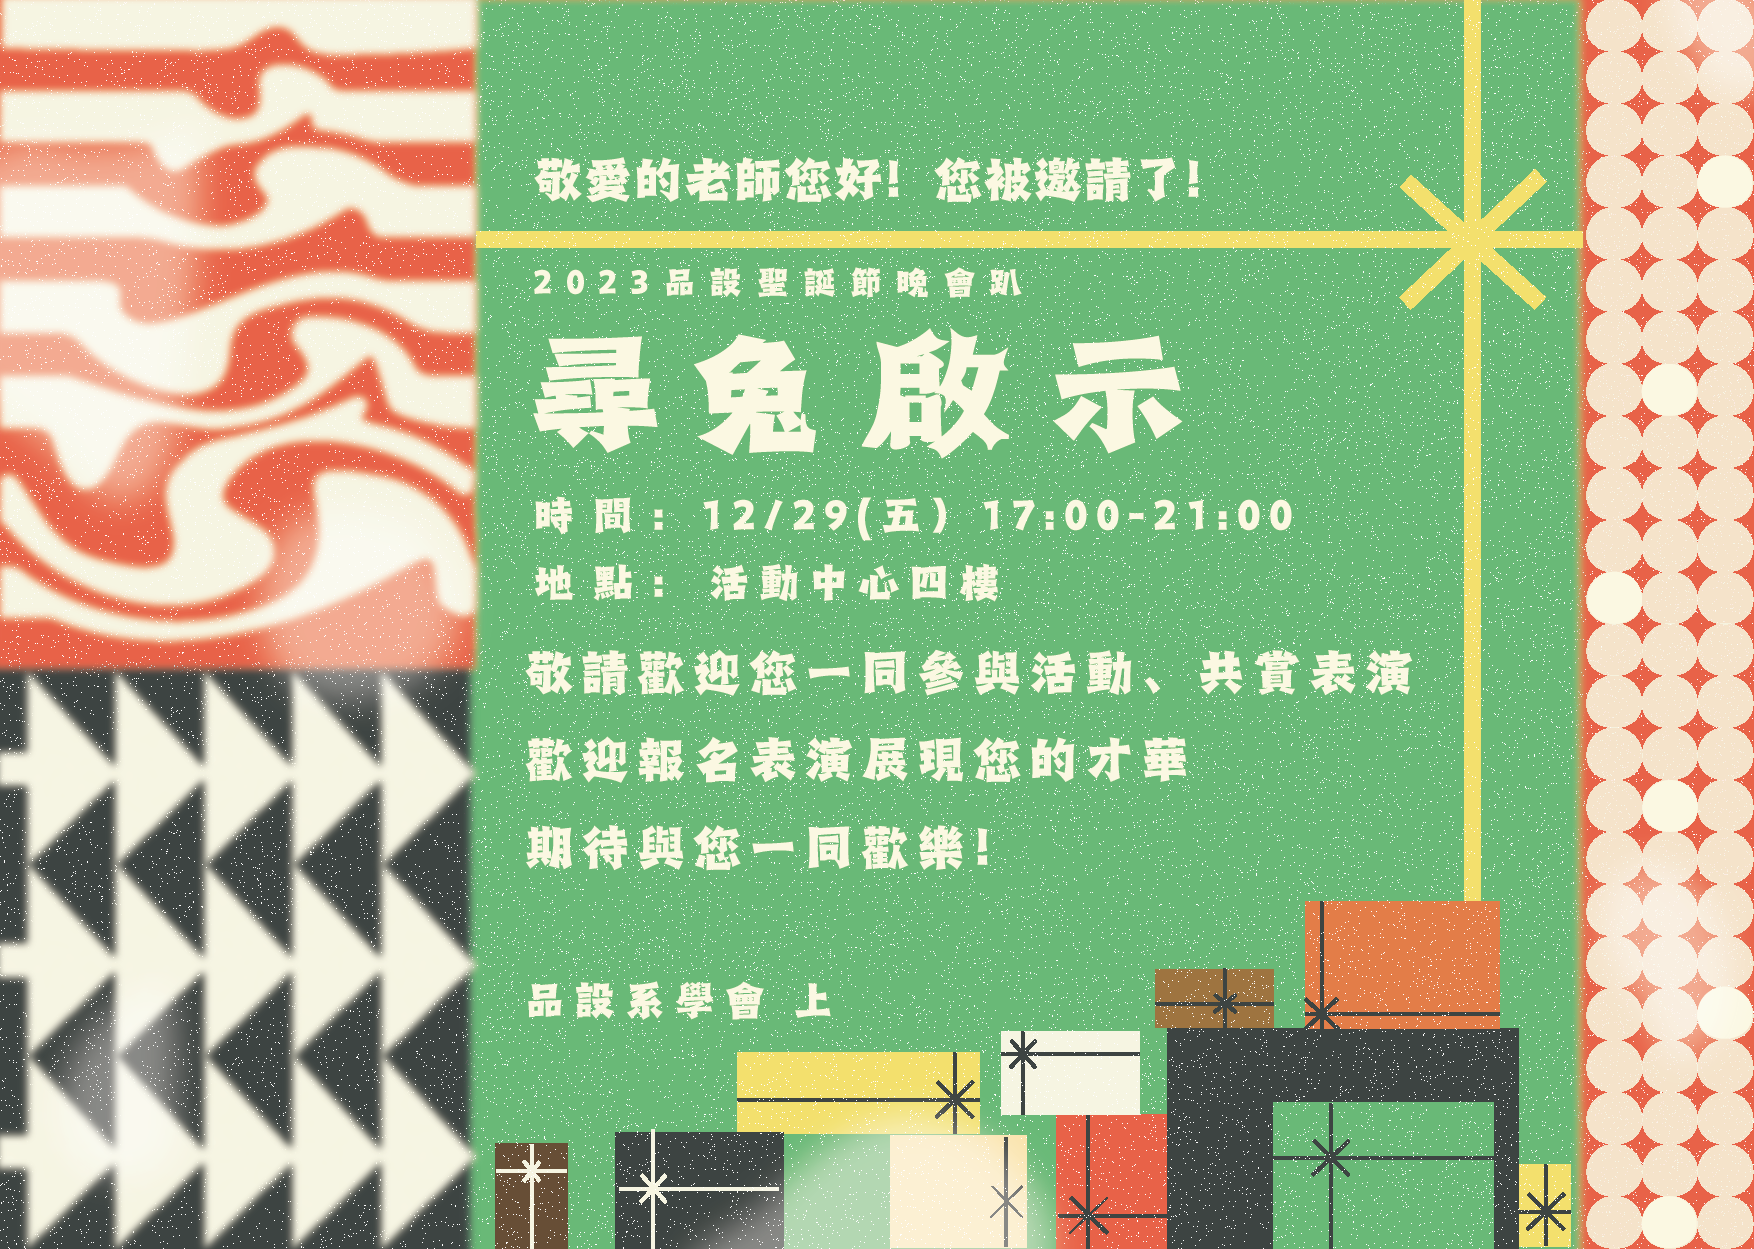 敬愛的老師您好! 您被邀請了!
2023品設聖誕節晚會趴
尋兔啟示
時間: 12/29(五) 17:00-21:00
地點: 活動中心四樓
敬請歡迎您一同參與活動、共賞表演
歡迎報名表演展現您的才華
期待與您一同歡樂!
品設系學會 上